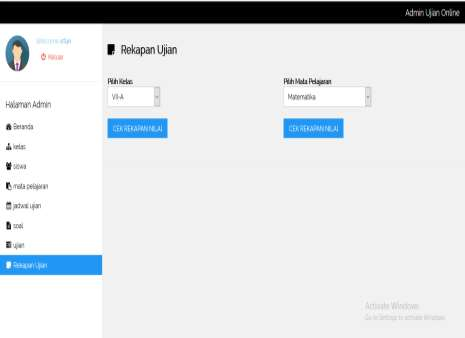 Admin Ujian Online
Welcome
Keluar
Halaman Admin
Beranda
kelas
siswa
mata pelajaran
jadwal ujian
soal
ujian
Rekapan Ujian
Rekapan Ujian
Pilih Kelas
VII-A
CEK REKAPAN NILAI
Pilih Mata Pelajaran
Matematika
CEK REKAPAN NILAI
Activate Windows
Go to Settings to activate Windows.